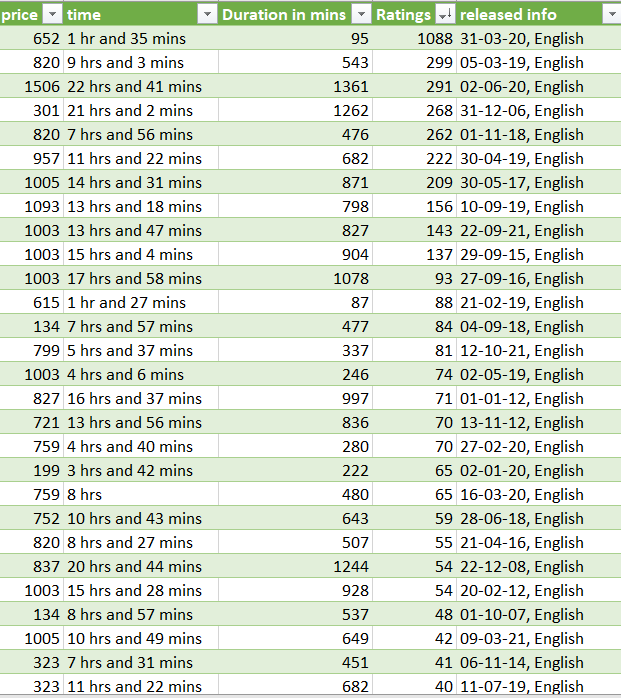 price time Duration in mins Ratings released info
652 1 hr and 35 mins 95 1088 31-03-20, English
820 9 hrs and 3 mins 543 299 05-03-19, English
1506 22 hrs and 41 mins 1361 291 02-06-20, English
301 21 hrs and 2 mins 1262 268 31-12-06, English
820 7 hrs and 56 mins 476 262 01-11-18, English
957 11 hrs and 22 mins 682 222 30-04-19, English
1005 14 hrs and 31 mins 871 209 30-05-17, English
1093 13 hrs and 18 mins 798 156 10-09-19, English
1003 13 hrs and 47 mins 827 143 22-09-21, English
1003 15 hrs and 4 mins 904 137 29-09-15, English
1003 17 hrs and 58 mins 1078 93 27-09-16, English
615 1 hr and 27 mins 87 88 21-02-19, English
134 7 hrs and 57 mins 477 84 04-09-18, English
799 5 hrs and 37 mins 337 81 12-10-21, English
1003 4 hrs and 6 mins 246 74 02-05-19, English
827 16 hrs and 37 mins 997 71 01-01-12, English
721 13 hrs and 56 mins 836 70 13-11-12, English
759 4 hrs and 40 mins 280 70 27-02-20, English
199 3 hrs and 42 mins 222 65 02-01-20, English
759 8 hrs 480 65 16-03-20, English
752 10 hrs and 43 mins 643 59 28-06-18, English
820 8 hrs and 27 mins 507 55 21-04-16, English
837 20 hrs and 44 mins 1244 54 22-12-08, English
1003 15 hrs and 28 mins 928 54 20-02-12, English
134 8 hrs and 57 mins 537 48 01-10-07, English
1005 10 hrs and 49 mins 649 42 09-03-21, English
323 7 hrs and 31 mins 451 41 06-11-14, English
323 11 hrs and 22 mins 682 40 11-07-19, English